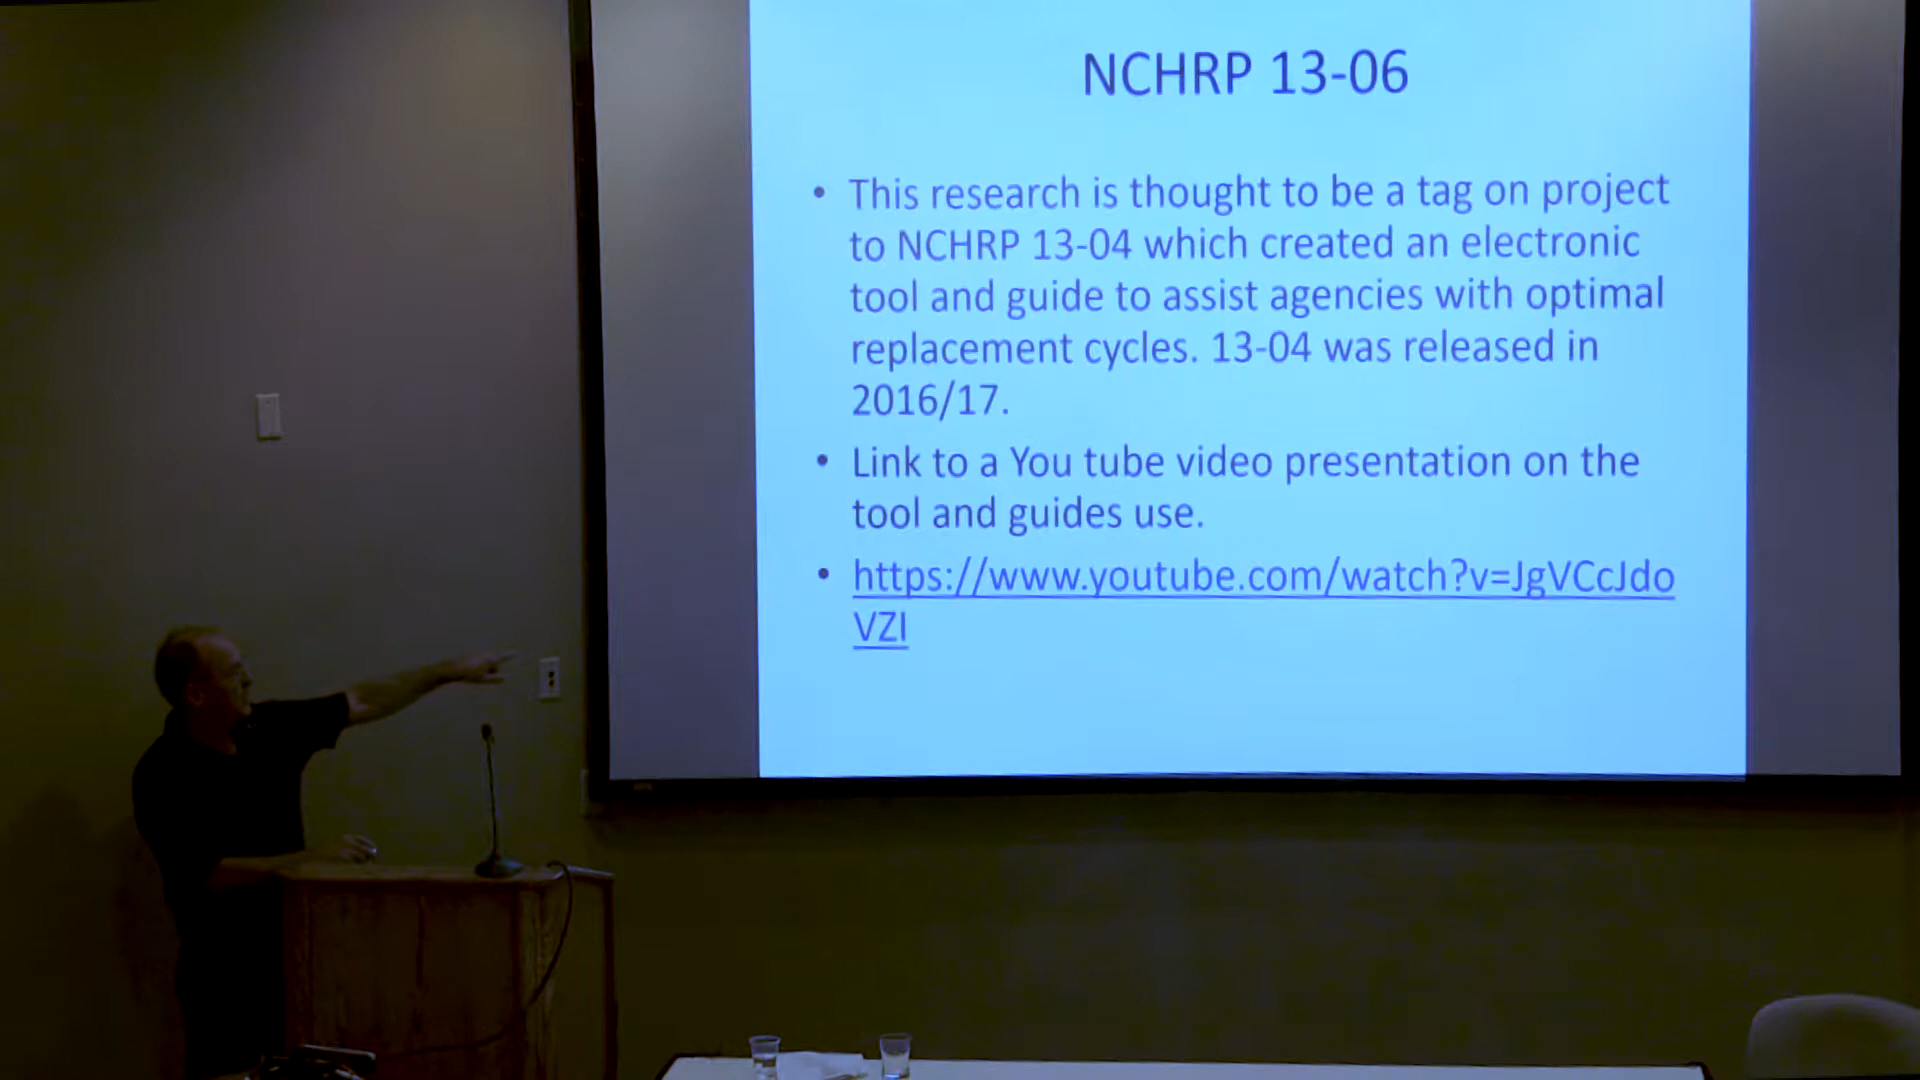 NCHRP 13-06
• This research is thought to be a tag on project
to NCHRP 13-04 which created an electronic
tool and guide to assist agencies with optimal
replacement cycles. 13-04 was released in
2016/17.
• Link to a You tube video presentation on the
tool and guides use.
• https://www.youtube.com/watch?v=JgVCcJdo
VZI